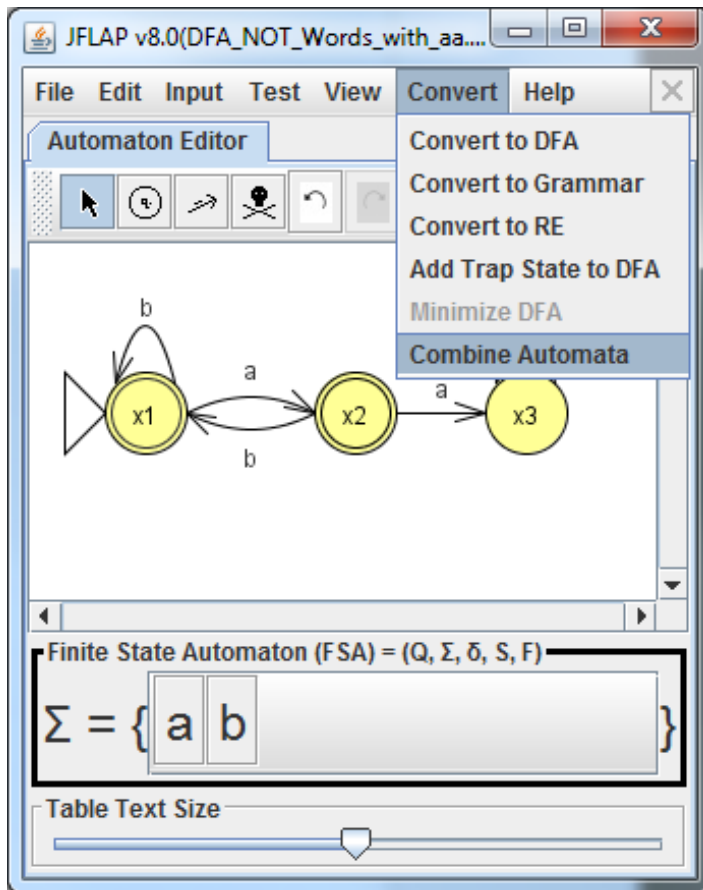 JFLAP v8.0(DFA_NOT_Words_with_aa....
File Edit Input Test View Convert Help
Automaton Editor
Convert to DFA
Convert to Grammar
Convert to RE
Add Trap State to DFA
Minimize DFA
Combine Automata
q
b
a
a
x1
x2
x3
b
Finite State Automaton (FSA) = (Q, Σ, δ, S, F)
Σ = { a b }
Table Text Size